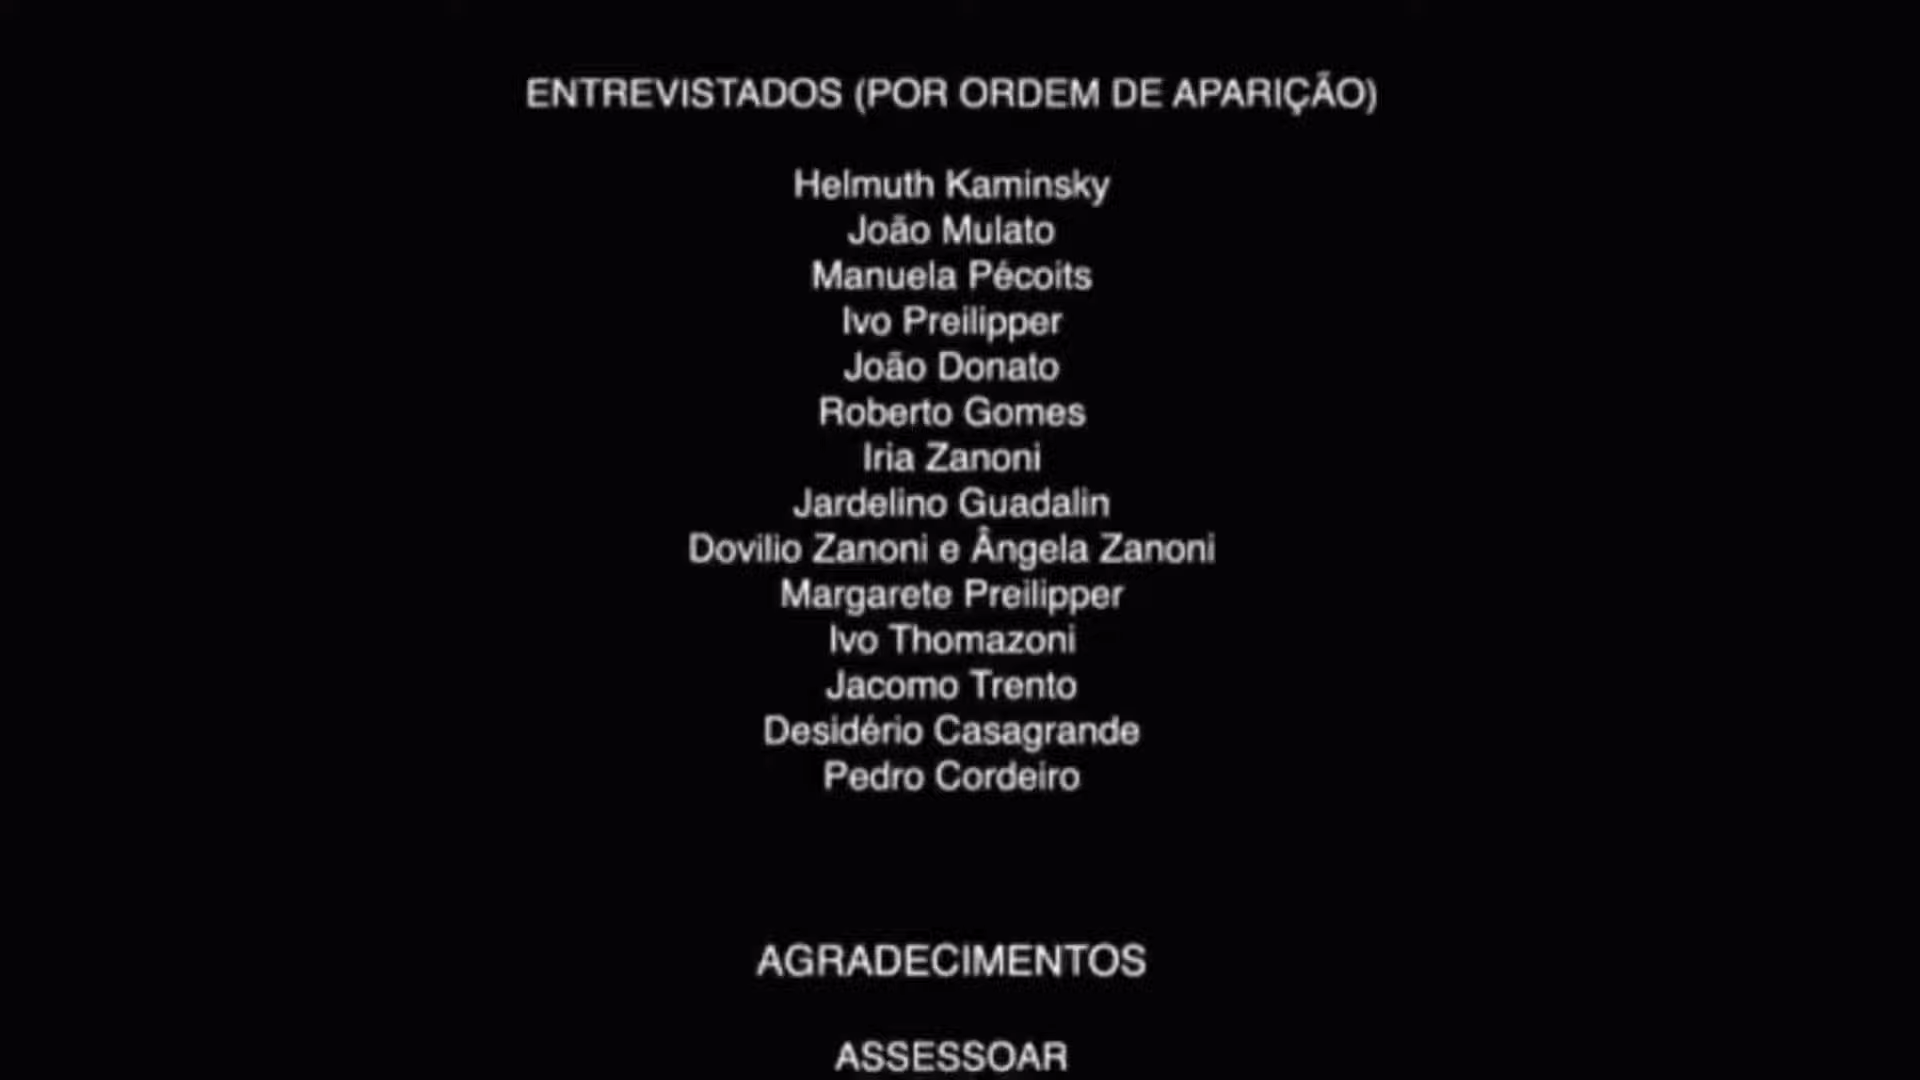 ENTREVISTADOS (POR ORDEM DE APARIÇÃO)
Helmuth Kaminsky
João Mulato
Manuela Pécoits
Ivo Preilipper
João Donato
Roberto Gomes
Iria Zanoni
Jardelino Guadalin
Dovilio Zanoni e Ângela Zanoni
Margarete Preilipper
Ivo Thomazoni
Jacomo Trento
Desidério Casagrande
Pedro Cordeiro
AGRADECIMENTOS
ASSESSOAR